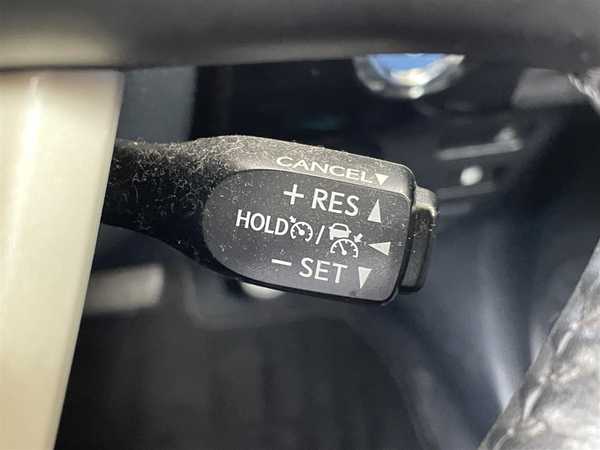 CANCEL
+ RES
HOLD /
− SET